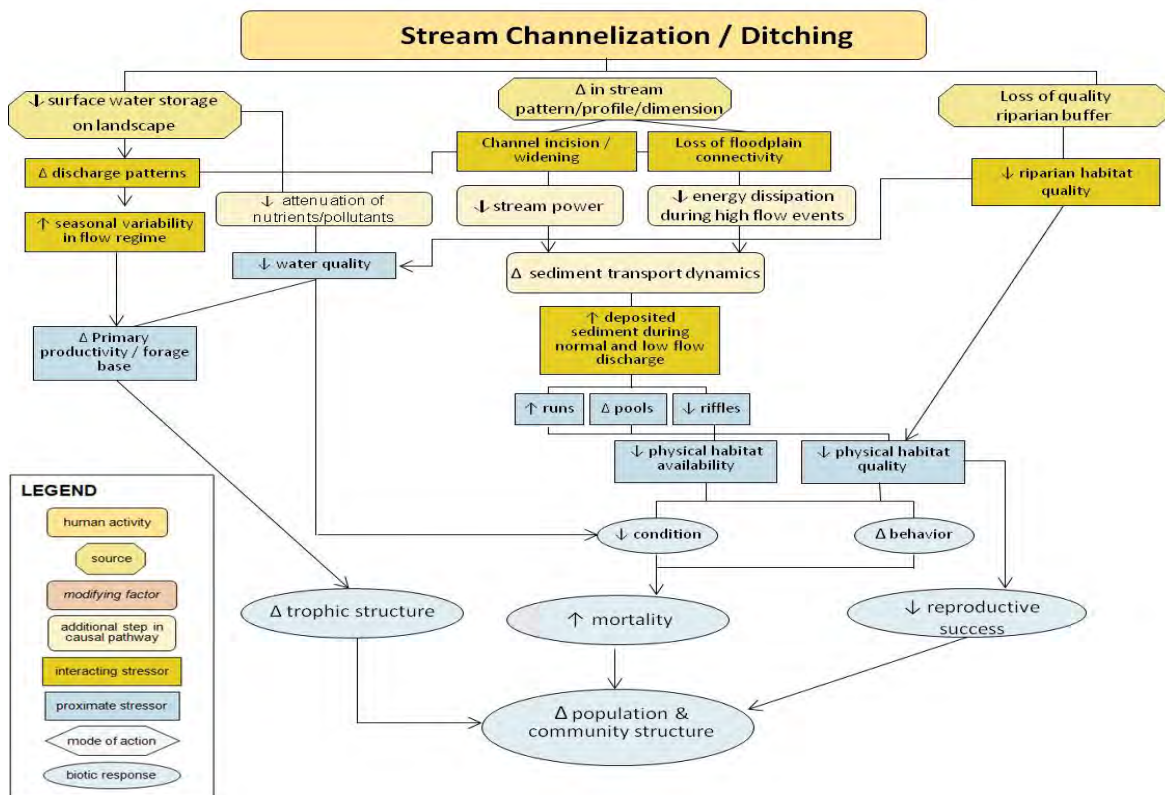 Stream Channelization / Ditching
↓ surface water storage
on landscape
Δ in stream
pattern/profile/dimension
Loss of quality
riparian buffer
Channel incision /
widening
Loss of floodplain
connectivity
Δ discharge patterns
↓ riparian habitat
quality
↓ attenuation of
nutrients/pollutants
↓ stream power
↓ energy dissipation
during high flow events
↑ seasonal variability
in flow regime
↓ water quality
Δ sediment transport dynamics
Δ Primary
productivity / forage
base
↑ deposited
sediment during
normal and low flow
discharge
↑ runs
Δ pools
↓ riffles
↓ physical habitat
availability
↓ physical habitat
quality
↓ condition
Δ behavior
Δ trophic structure
↑ mortality
↓ reproductive
success
Δ population &
community structure
LEGEND
human activity
source
modifying factor
additional step in
causal pathway
interacting stressor
proximate stressor
mode of action
biotic response